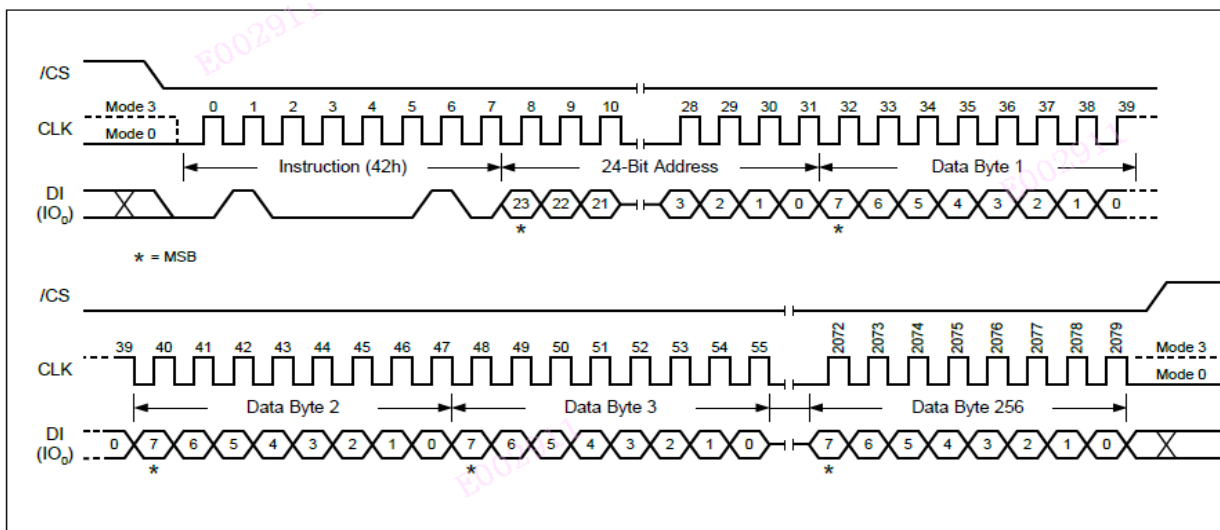 E002911
/CS
Mode 3 0 1 2 3 4 5 6 7 8 9 10 28 29 30 31 32 33 34 35 36 37 38 39
CLK Mode 0
Instruction (42h) 24-Bit Address Data Byte 1
E002911
DI
(IO0) 23 22 21 3 2 1 0 7 6 5 4 3 2 1 0
* *
* = MSB
/CS
39 40 41 42 43 44 45 46 47 48 49 50 51 52 53 54 55 2072 2073 2074 2075 2076 2077 2078 2079 Mode 3
CLK Mode 0
Data Byte 2 Data Byte 3 Data Byte 256
DI
(IO0) 0 7 6 5 4 3 2 1 0 7 6 5 4 3 2 1 0 7 6 5 4 3 2 1 0
* * *
E002911